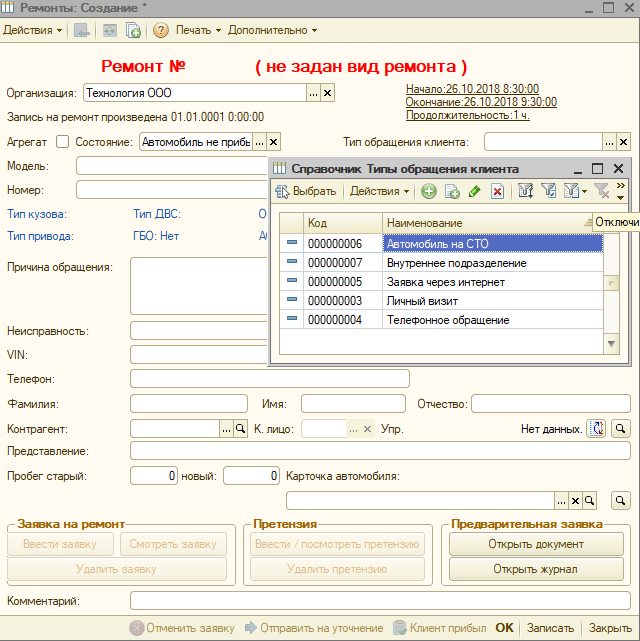 Ремонты: Создание *
Действия Печать Дополнительно
Ремонт № ( не задан вид ремонта )
Организация: Технология ООО ... ×
Начало:26.10.2018 8:30:00
Окончание:26.10.2018 9:30:00
Продолжительность:1 ч.
Запись на ремонт произведена 01.01.0001 0:00:00
Агрегат Состояние: Автомобиль не прибы ... × Тип обращения клиента: ... ×
Модель:
Номер:
Тип кузова: Тип ДВС: О
Тип привода: ГБО: Нет
Справочник Типы обращения клиента
Выбрать Действия »
Код Наименование Отключи
000000006 Автомобиль на СТО
000000007 Внутреннее подразделение
000000005 Заявка через интернет
000000003 Личный визит
000000004 Телефонное обращение
Причина обращения:
Неисправность:
VIN:
Телефон:
Фамилия: Имя: Отчество:
Контрагент: ... К. лицо: ... × Упр. Нет данных.
Представление:
Пробег старый: 0 новый: 0 Карточка автомобиля:
... ×
Заявка на ремонт Претензия Предварительная заявка
Ввести заявку Смотреть заявку Ввести / посмотреть претензию Открыть документ
Удалить заявку Удалить претензию Открыть журнал
Комментарий:
Отменить заявку Отправить на уточнение Клиент прибыл OK Записать Закрыть